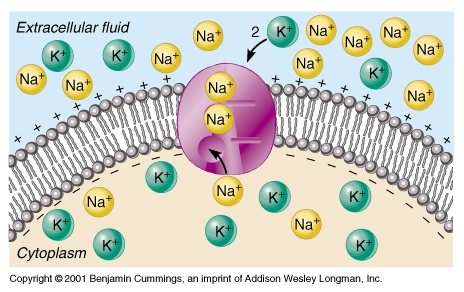 Extracellular fluid
Na⁺
2
K⁺
Na⁺
Na⁺
Na⁺
Na⁺
K⁺
K⁺
Na⁺
Na⁺
K⁺
Na⁺
Na⁺
Na⁺
Na⁺
Na⁺
K⁺
Na⁺
K⁺
K⁺
Na⁺
K⁺
Na⁺
K⁺
K⁺
K⁺
Cytoplasm
Copyright © 2001 Benjamin Cummings, an imprint of Addison Wesley Longman, Inc.